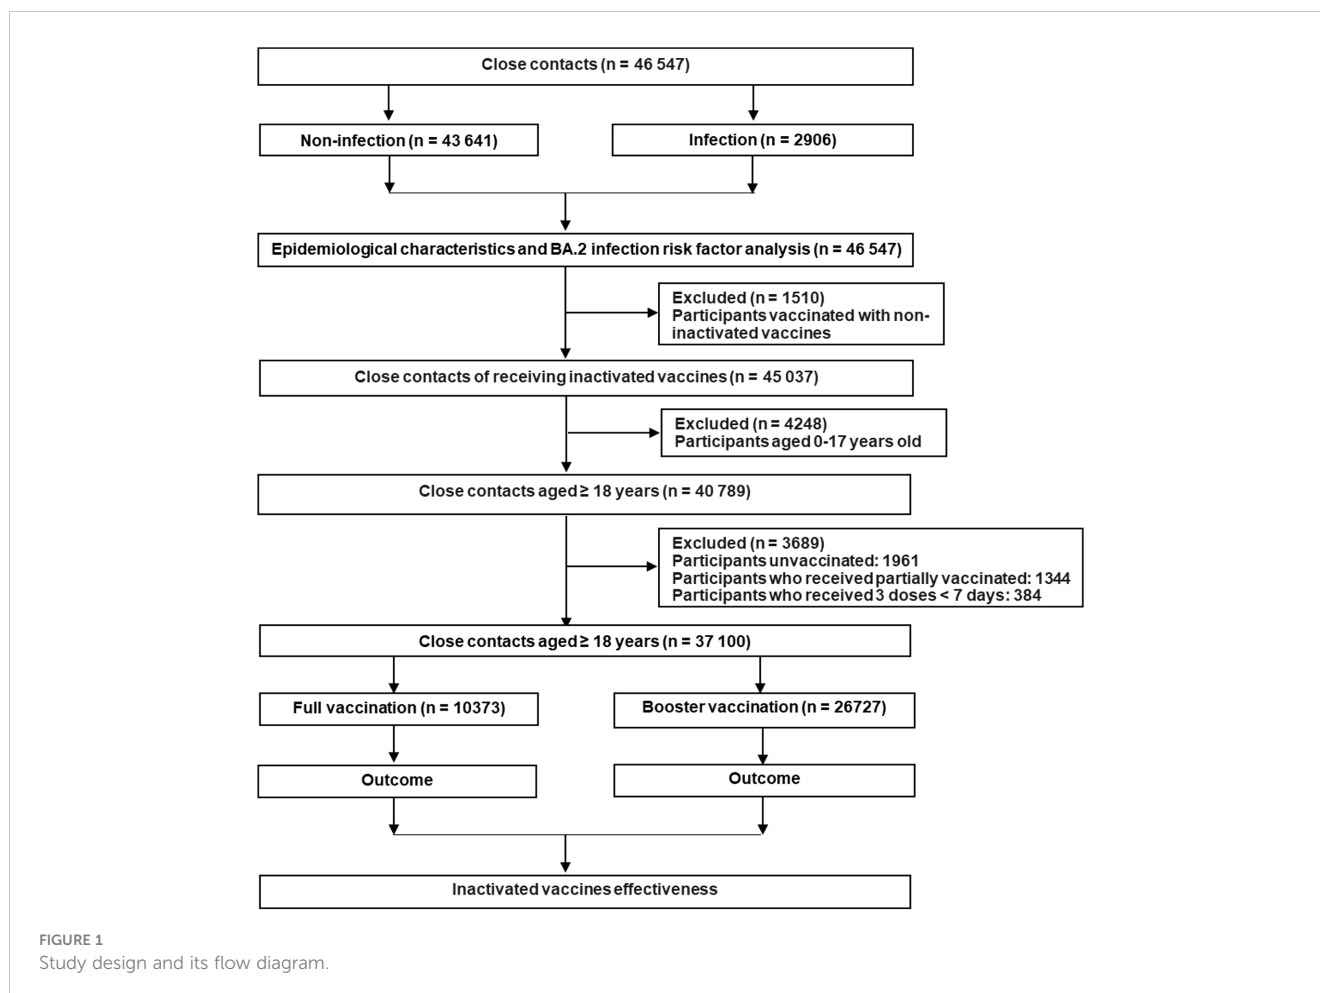 Close contacts (n = 46 547)
Non-infection (n = 43 641)
Infection (n = 2906)
Epidemiological characteristics and BA.2 infection risk factor analysis (n = 46 547)
Excluded (n = 1510)
Participants vaccinated with non-
inactivated vaccines
Close contacts of receiving inactivated vaccines (n = 45 037)
Excluded (n = 4248)
Participants aged 0-17 years old
Close contacts aged ≥ 18 years (n = 40 789)
Excluded (n = 3689)
Participants unvaccinated: 1961
Participants who received partially vaccinated: 1344
Participants who received 3 doses < 7 days: 384
Close contacts aged ≥ 18 years (n = 37 100)
Full vaccination (n = 10373)
Booster vaccination (n = 26727)
Outcome
Outcome
Inactivated vaccines effectiveness
FIGURE 1
Study design and its flow diagram.